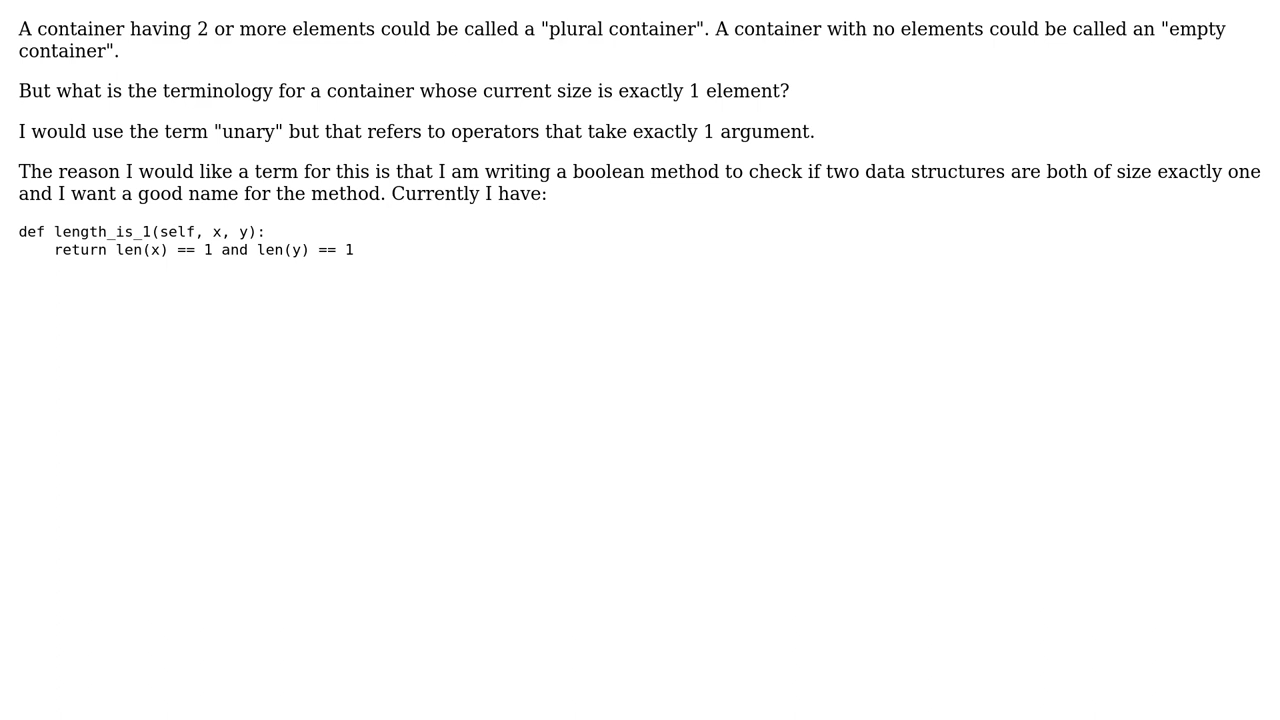 A container having 2 or more elements could be called a "plural container". A container with no elements could be called an "empty
container".
But what is the terminology for a container whose current size is exactly 1 element?
I would use the term "unary" but that refers to operators that take exactly 1 argument.
The reason I would like a term for this is that I am writing a boolean method to check if two data structures are both of size exactly one
and I want a good name for the method. Currently I have:
def length_is_1(self, x, y):
    return len(x) == 1 and len(y) == 1